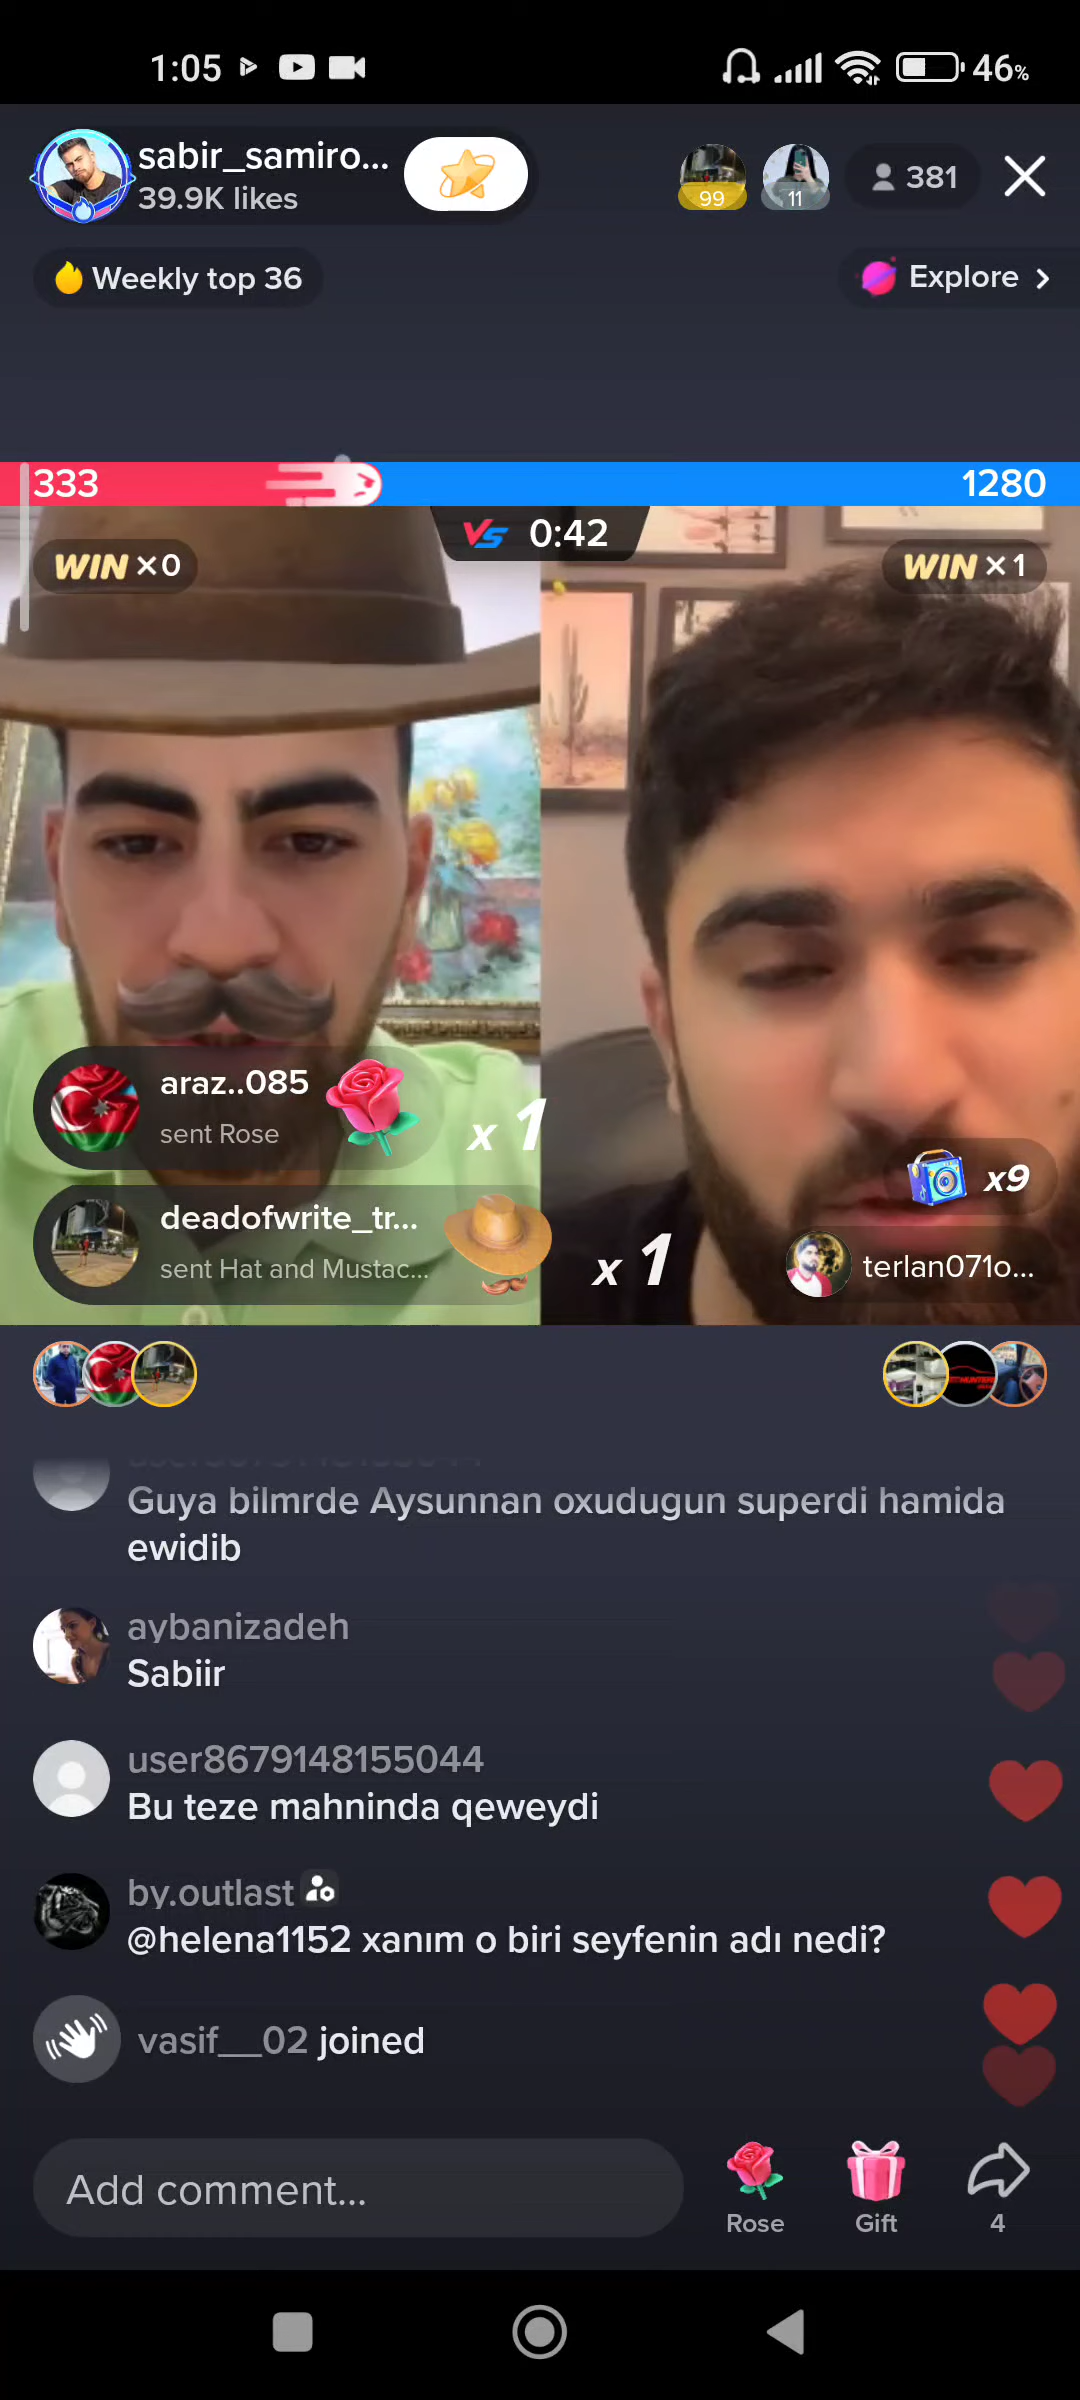 1:05
46%
sabir_samiro...
39.9K likes
99
11
381
Weekly top 36
Explore
333
1280
VS 0:42
WIN ×0
WIN ×1
araz..085
sent Rose
x 1
deadofwrite_tr...
sent Hat and Mustac...
x 1
x9
terlan071o...
Guya bilmrde Aysunnan oxudugun superdi hamida
ewidib
aybanizadeh
Sabiir
user8679148155044
Bu teze mahninda qeweydi
by.outlast
@helena1152 xanım o biri seyfenin adı nedi?
vasif__02 joined
Add comment...
Rose
Gift
4